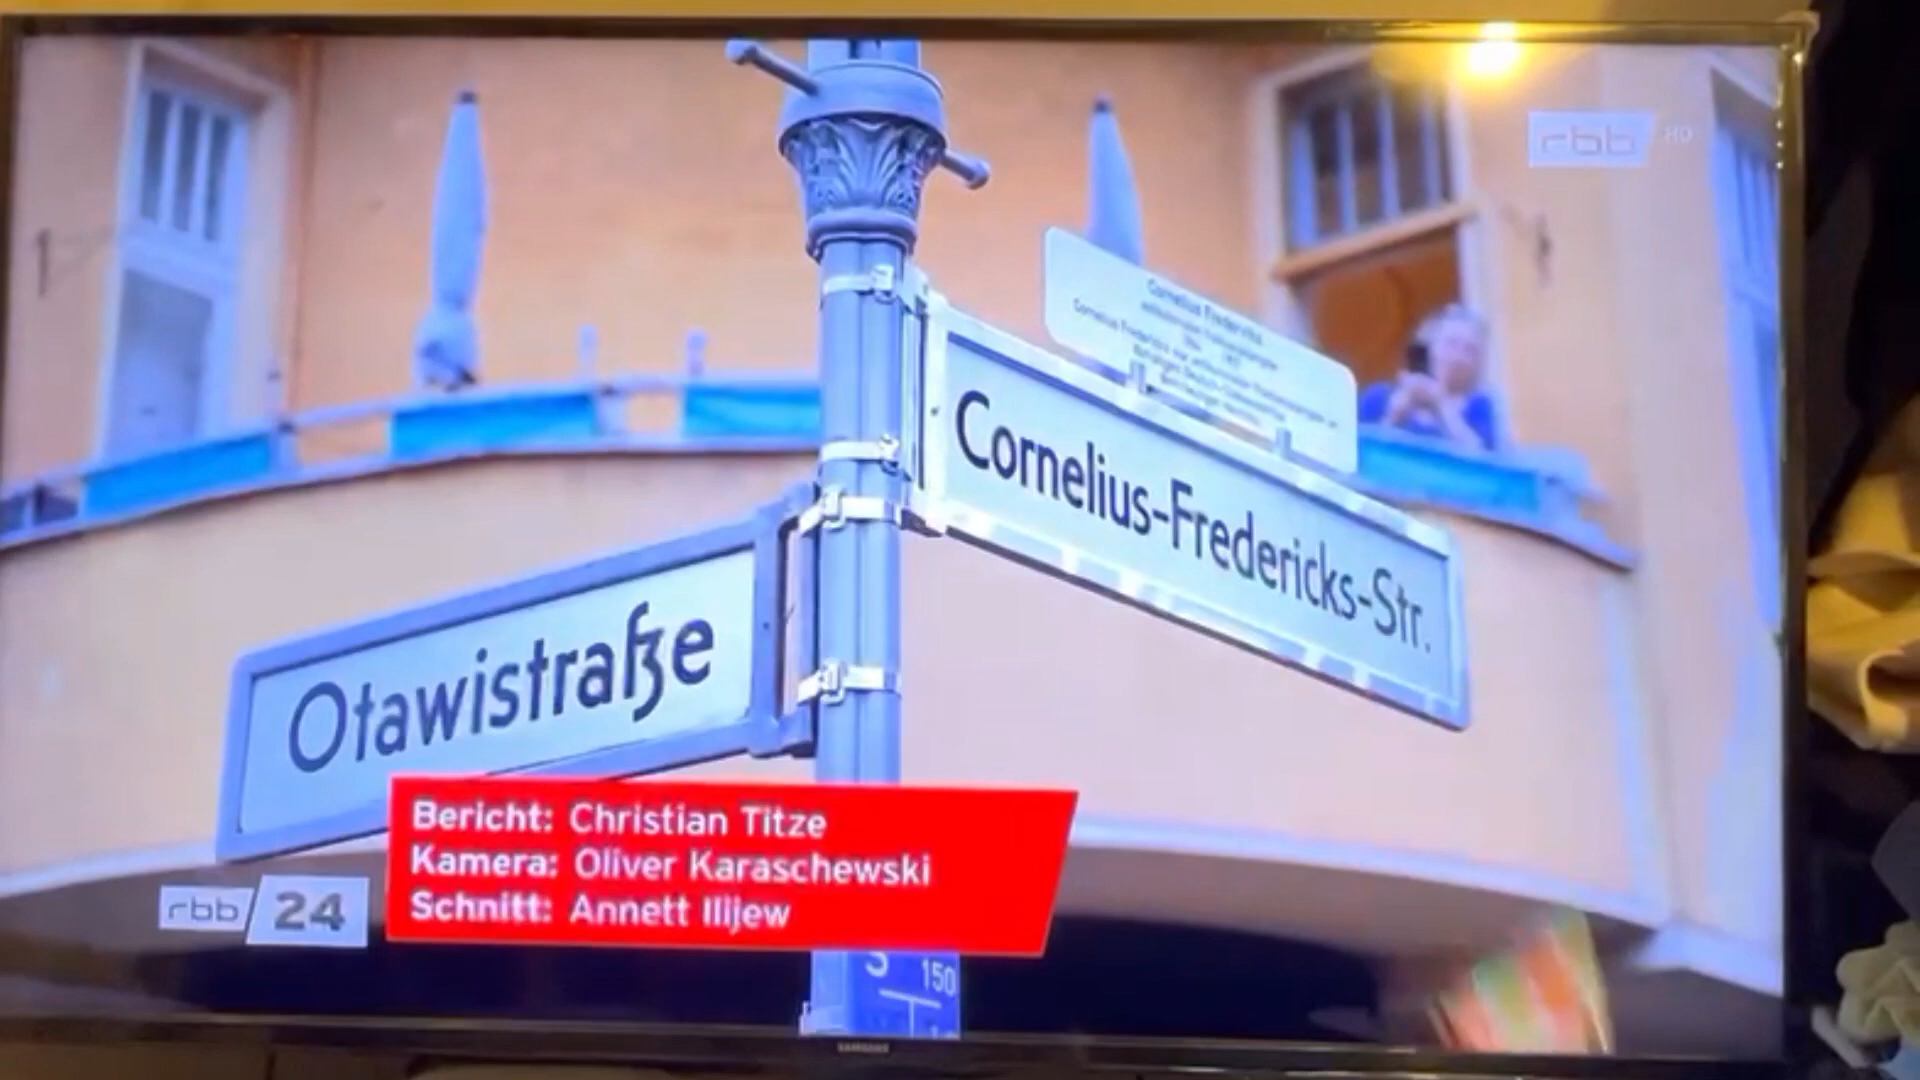 rbb HD
Cornelius Fredericks
Cornelius-Fredericks-Str.
Otawistraße
Bericht: Christian Titze
Kamera: Oliver Karaschewski
Schnitt: Annett Ilijew
rbb 24
S 150
SAMSUNG